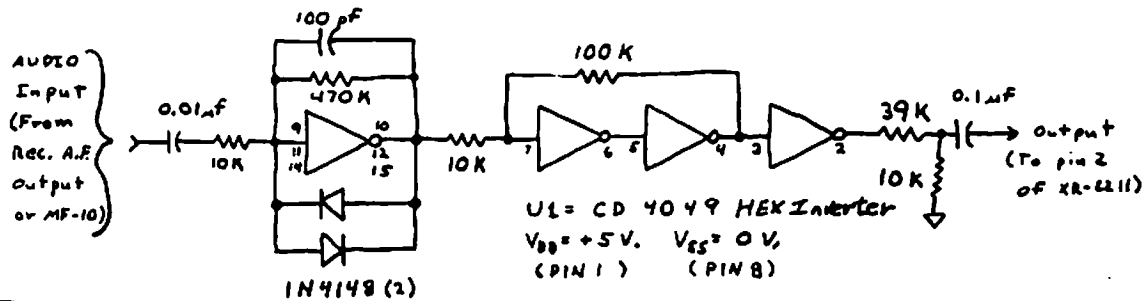 100 pf
AUDIO
Input
(From
Rec. A.F.
Output
or MF-10)
0.01µf
10K
470K
9
11
14
10
12
15
1N4148 (2)
10K
100K
7
6
5
4
3
2
39K
0.1µF
10K
Output
(To pin 2
of XR-2211)
U1 = CD 4049 HEX Inverter
VDD = +5V. VSS = 0V,
(PIN 1) (PIN 8)